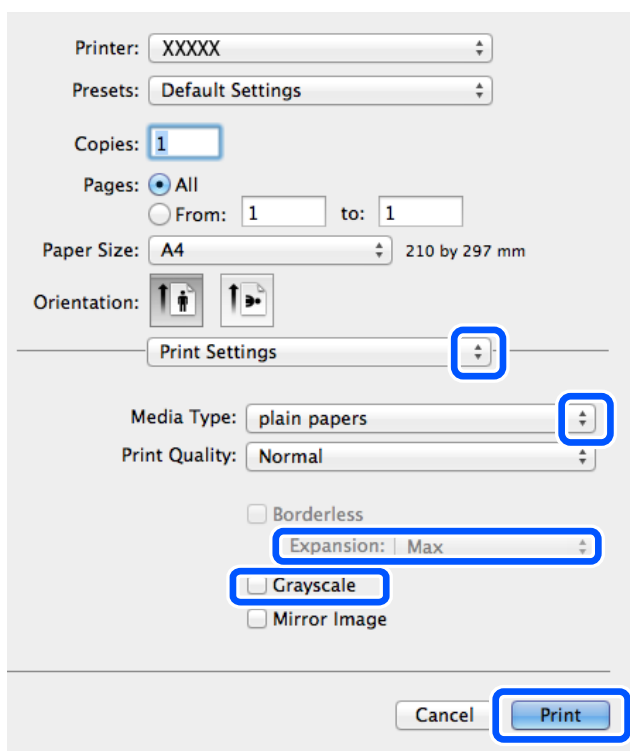 Printer: XXXXX
Presets: Default Settings
Copies: 1
Pages: All
From: 1 to: 1
Paper Size: A4 210 by 297 mm
Orientation:
Print Settings
Media Type: plain papers
Print Quality: Normal
Borderless
Expansion: Max
Grayscale
Mirror Image
Cancel Print